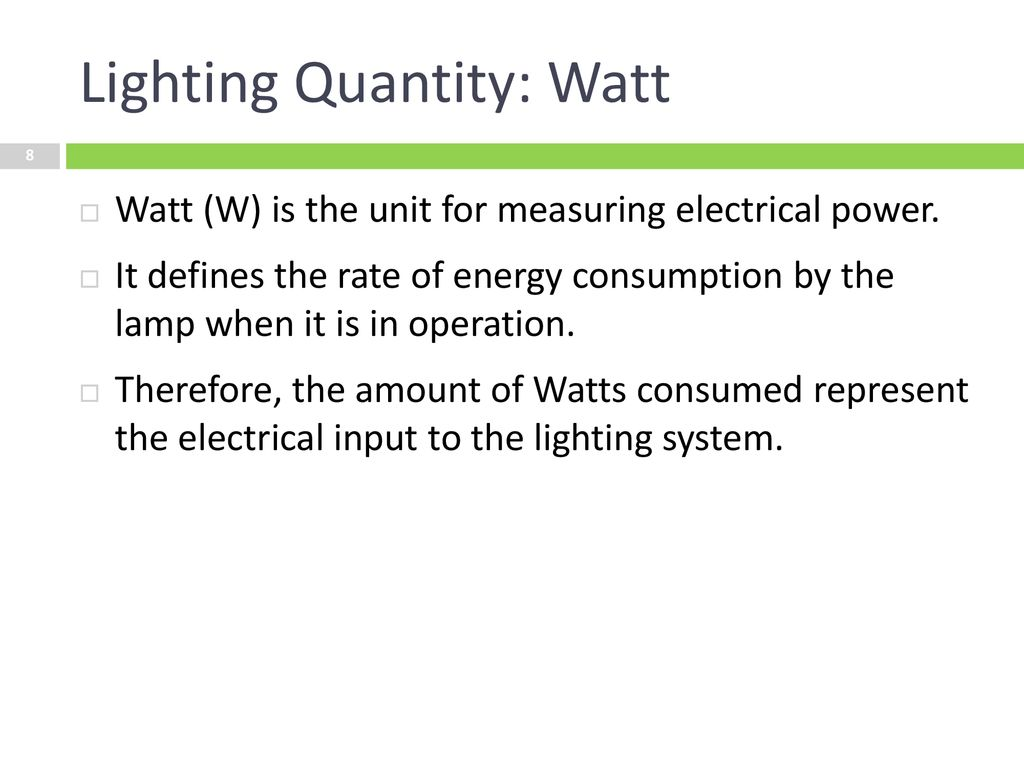 Lighting Quantity: Watt
8
Watt (W) is the unit for measuring electrical power.
It defines the rate of energy consumption by the
lamp when it is in operation.
Therefore, the amount of Watts consumed represent
the electrical input to the lighting system.